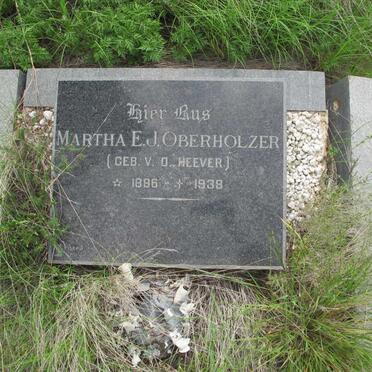 Hier Rus
MARTHA E.J. OBERHOLZER
(GEB. V. D. HEEVER)
☆ 1886 - ✝ 1938